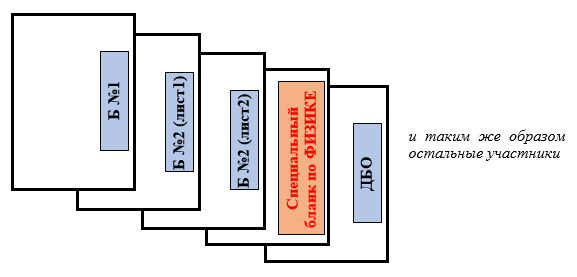 Б №1
Б №2 (лист1)
Б №2 (лист2)
Специальный
бланк по ФИЗИКЕ
ДБО
и таким же образом
остальные участники